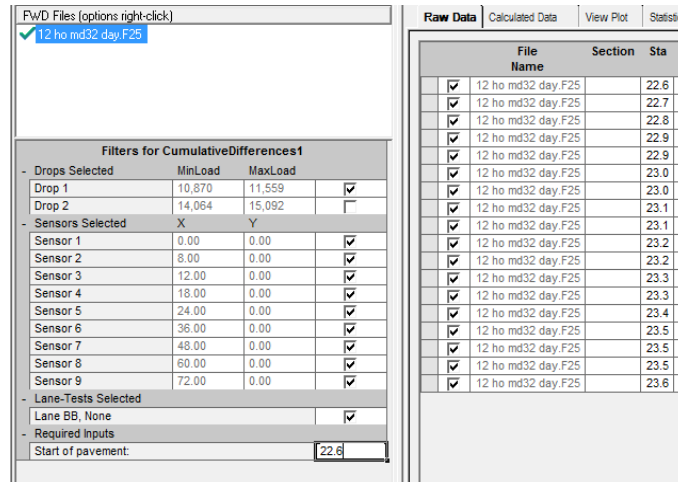 FWD Files (options right-click)
12 ho md32 day.F25
Filters for CumulativeDifferences1
- Drops Selected MinLoad MaxLoad
Drop 1 10,870 11,559
Drop 2 14,064 15,092
- Sensors Selected X Y
Sensor 1 0.00 0.00
Sensor 2 8.00 0.00
Sensor 3 12.00 0.00
Sensor 4 18.00 0.00
Sensor 5 24.00 0.00
Sensor 6 36.00 0.00
Sensor 7 48.00 0.00
Sensor 8 60.00 0.00
Sensor 9 72.00 0.00
- Lane-Tests Selected
Lane BB, None
- Required Inputs
Start of pavement: 22.6
Raw Data Calculated Data View Plot Statisti
File Name Section Sta
12 ho md32 day.F25 22.6
12 ho md32 day.F25 22.7
12 ho md32 day.F25 22.8
12 ho md32 day.F25 22.9
12 ho md32 day.F25 22.9
12 ho md32 day.F25 23.0
12 ho md32 day.F25 23.0
12 ho md32 day.F25 23.1
12 ho md32 day.F25 23.1
12 ho md32 day.F25 23.2
12 ho md32 day.F25 23.2
12 ho md32 day.F25 23.3
12 ho md32 day.F25 23.3
12 ho md32 day.F25 23.4
12 ho md32 day.F25 23.5
12 ho md32 day.F25 23.5
12 ho md32 day.F25 23.5
12 ho md32 day.F25 23.6